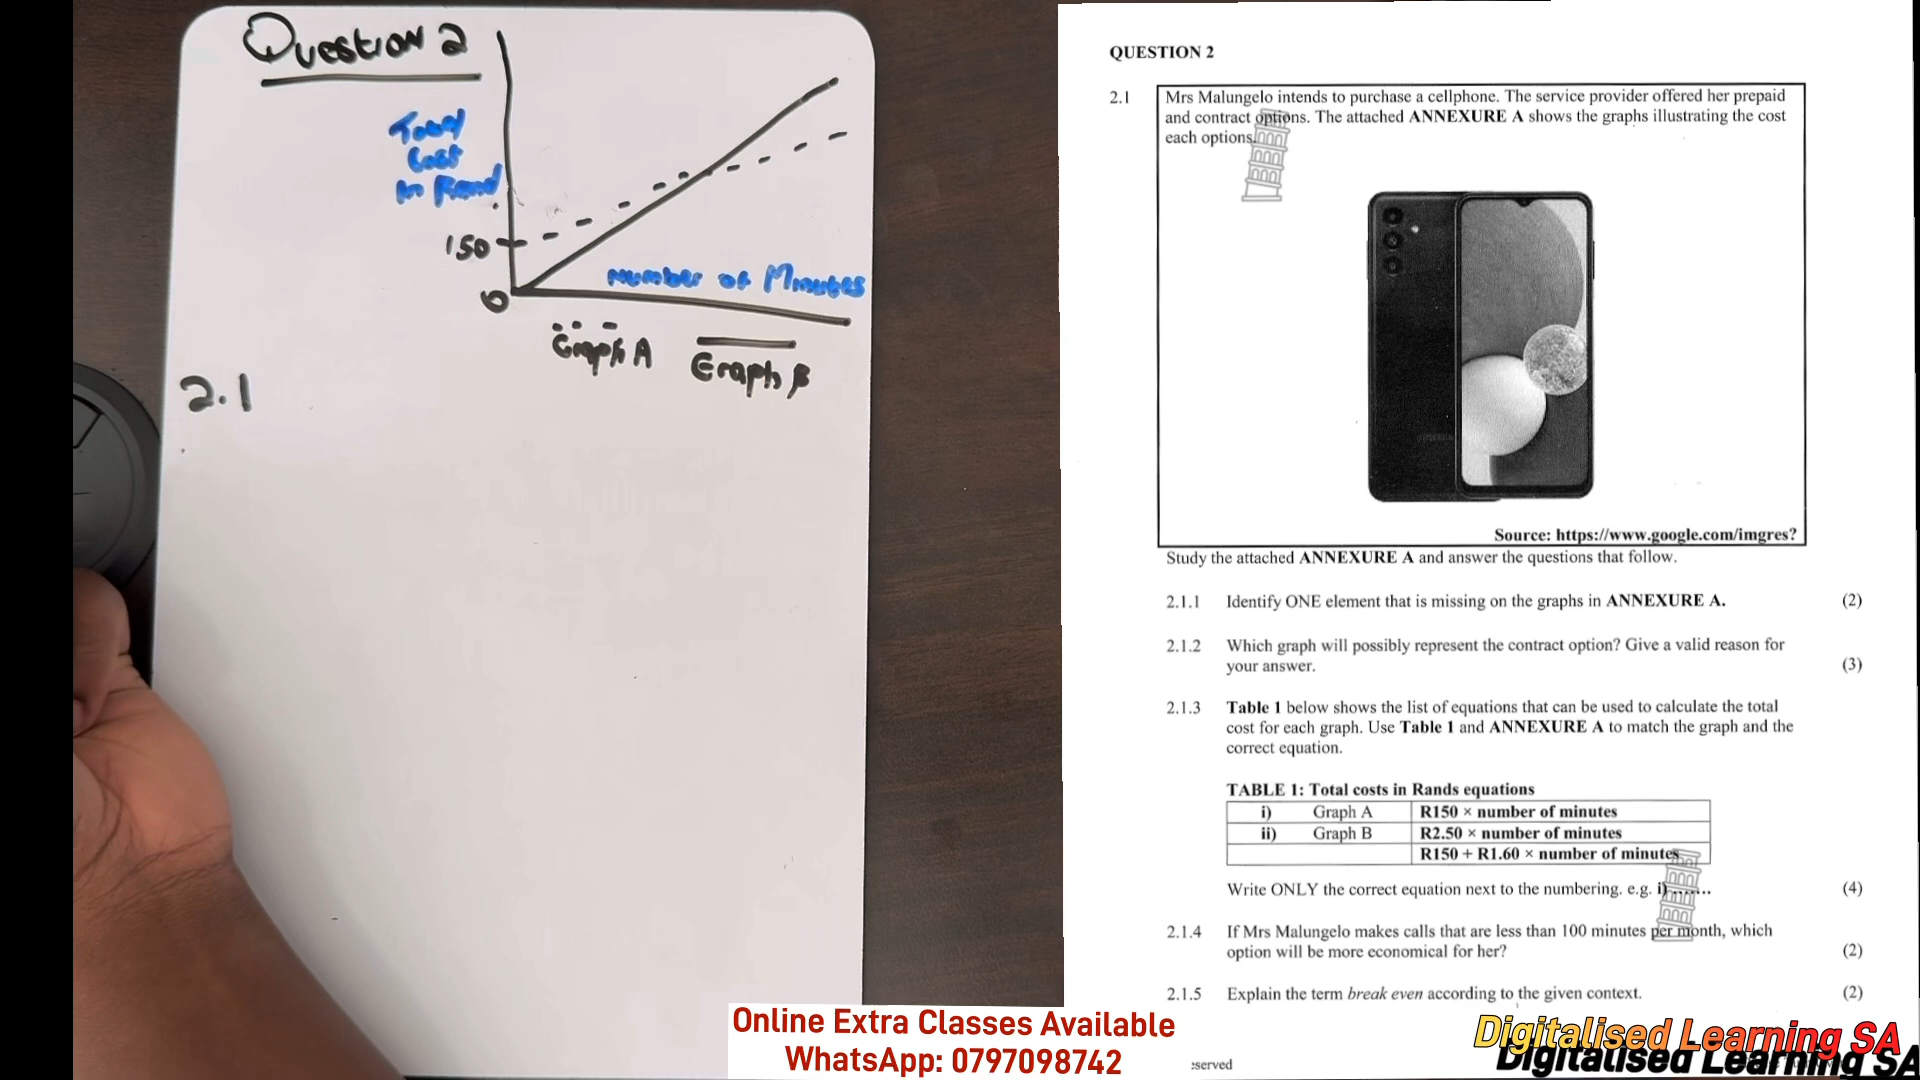 Question 2
Total
Cost
In Rand
150
0
Number of Minutes
Graph A
Graph B
2.1
QUESTION 2
2.1 Mrs Malungelo intends to purchase a cellphone. The service provider offered her prepaid
and contract options. The attached ANNEXURE A shows the graphs illustrating the cost
each options.
Source: https://www.google.com/imgres?
Study the attached ANNEXURE A and answer the questions that follow.
2.1.1 Identify ONE element that is missing on the graphs in ANNEXURE A. (2)
2.1.2 Which graph will possibly represent the contract option? Give a valid reason for
your answer. (3)
2.1.3 Table 1 below shows the list of equations that can be used to calculate the total
cost for each graph. Use Table 1 and ANNEXURE A to match the graph and the
correct equation.
TABLE 1: Total costs in Rands equations
i) Graph A R150 × number of minutes
ii) Graph B R2.50 × number of minutes
R150 + R1.60 × number of minutes
Write ONLY the correct equation next to the numbering. e.g. i) ....... (4)
2.1.4 If Mrs Malungelo makes calls that are less than 100 minutes per month, which
option will be more economical for her? (2)
2.1.5 Explain the term break even according to the given context. (2)
:served
Online Extra Classes Available
WhatsApp: 0797098742
Digitalised Learning SA
Digitalised Learning SA